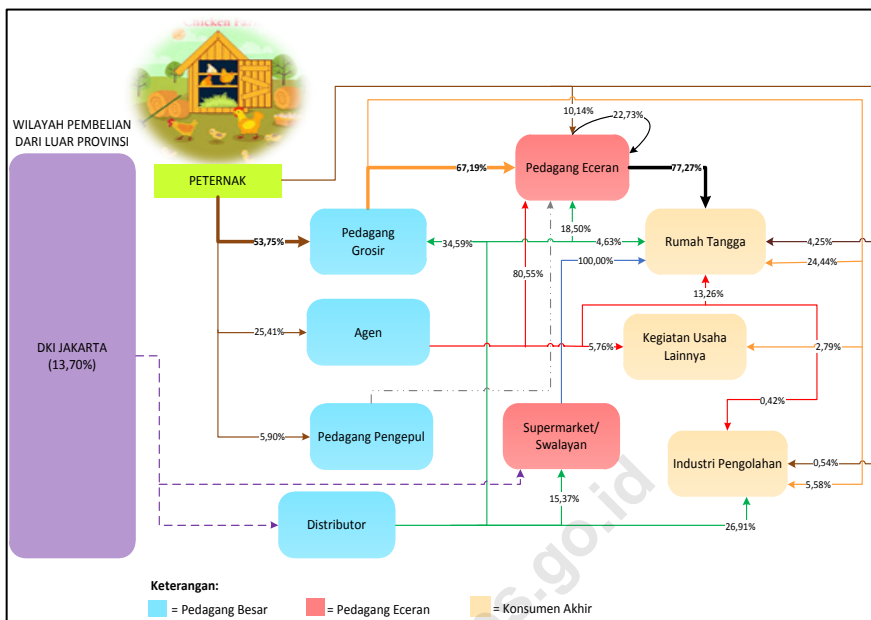 Chicken Far
WILAYAH PEMBELIAN
DARI LUAR PROVINSI
PETERNAK
DKI JAKARTA
(13,70%)
10,14%
22,73%
Pedagang Eceran
67,19%
77,27%
53,75%
Pedagang
Grosir
34,59%
18,50%
4,63%
Rumah Tangga
4,25%
24,44%
100,00%
80,55%
13,26%
25,41%
Agen
5,76%
Kegiatan Usaha
Lainnya
2,79%
0,42%
5,90%
Pedagang Pengepul
Supermarket/
Swalayan
Industri Pengolahan
0,54%
5,58%
15,37%
Distributor
26,91%
Keterangan:
= Pedagang Besar
= Pedagang Eceran
= Konsumen Akhir
s.go.id